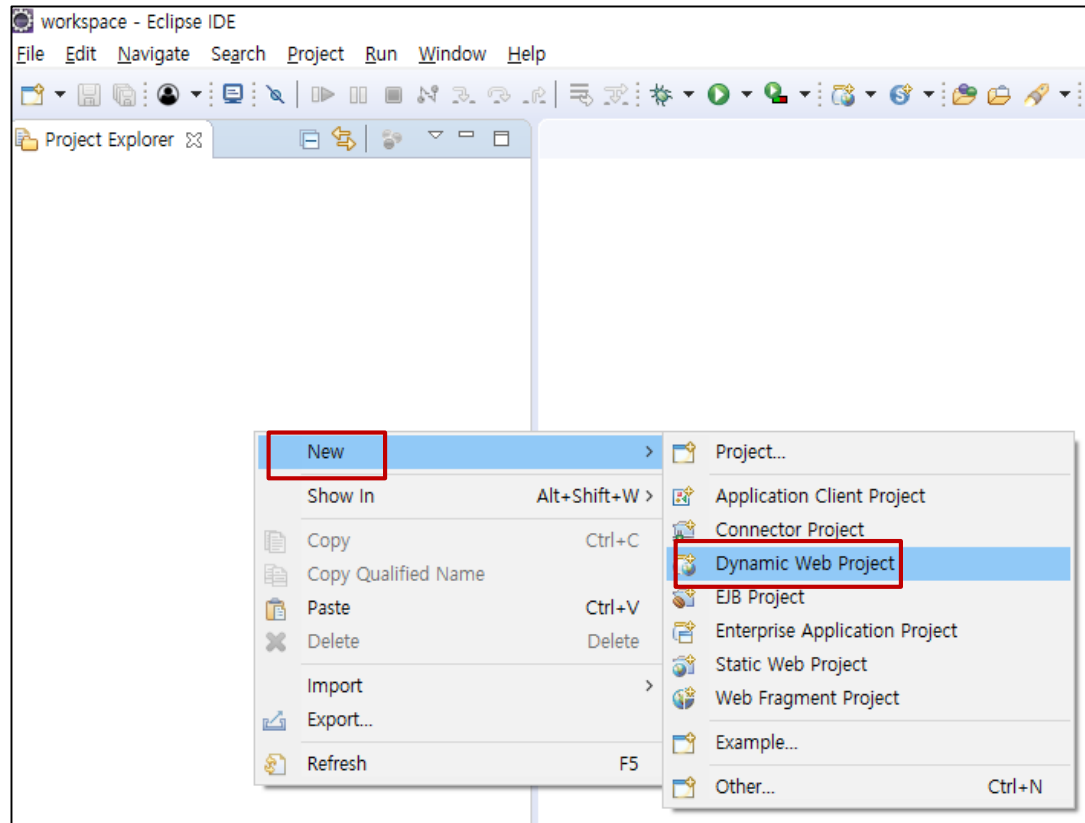 workspace - Eclipse IDE
File Edit Navigate Search Project Run Window Help
Project Explorer
New
Show In Alt+Shift+W
Copy Ctrl+C
Copy Qualified Name
Paste Ctrl+V
Delete Delete
Import
Export...
Refresh F5
Project...
Application Client Project
Connector Project
Dynamic Web Project
EJB Project
Enterprise Application Project
Static Web Project
Web Fragment Project
Example...
Other... Ctrl+N